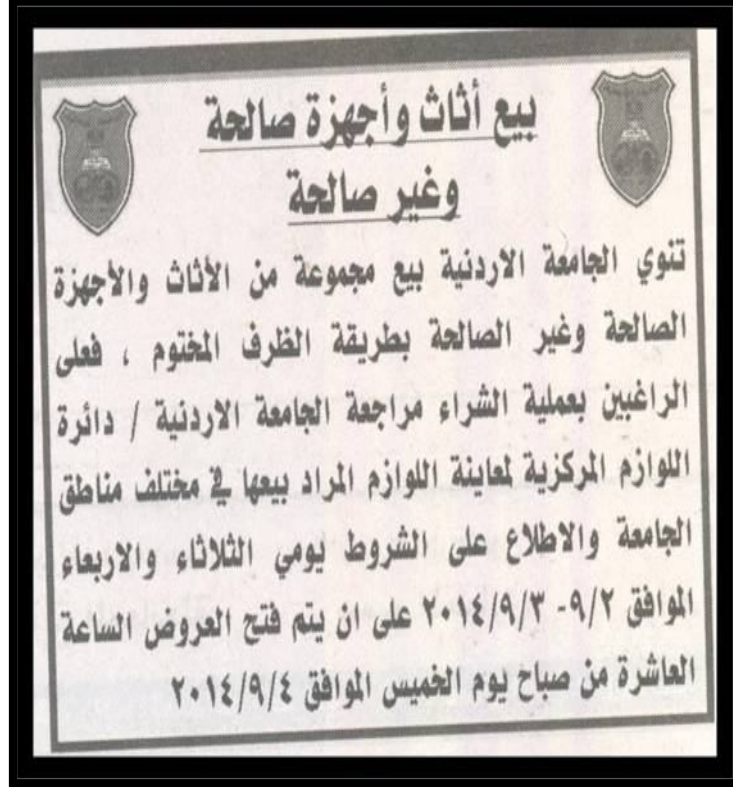 بيع أثاث وأجهزة صالحة
وغير صالحة
تنوي الجامعة الاردنية بيع مجموعة من الأثاث والأجهزة
الصالحة وغير الصالحة بطريقة الظرف المختوم ، فعلى
الراغبين بعملية الشراء مراجعة الجامعة الاردنية / دائرة
اللوازم المركزية لمعاينة اللوازم المراد بيعها في مختلف مناطق
الجامعة والاطلاع على الشروط يومي الثلاثاء والاربعاء
الموافق ٩/٢- ٢٠١٤/٩/٣ على ان يتم فتح العروض الساعة
العاشرة من صباح يوم الخميس الموافق ٢٠١٤/٩/٤